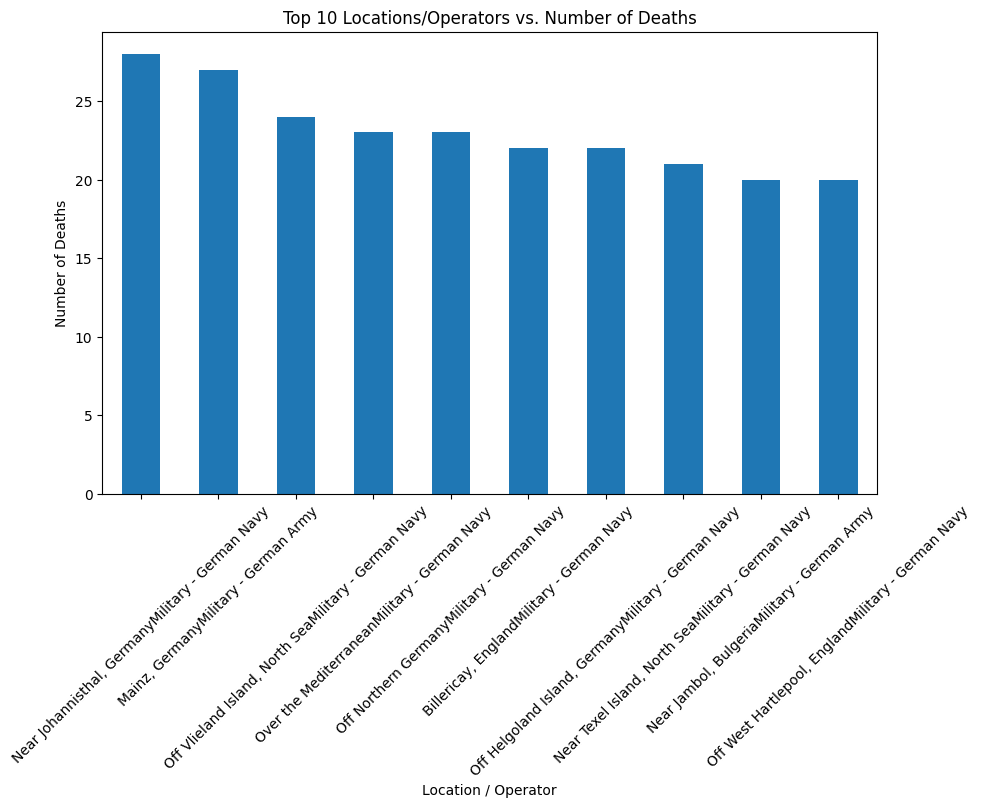 Top 10 Locations/Operators vs. Number of Deaths
Number of Deaths
25
20
15
10
5
0
Near Johannisthal, GermanyMilitary - German Navy
Mainz, GermanyMilitary - German Army
Off Vlieland Island, North SeaMilitary - German Navy
Over the MediterraneanMilitary - German Navy
Off Northern GermanyMilitary - German Navy
Billericay, EnglandMilitary - German Navy
Off Helgoland Island, GermanyMilitary - German Navy
Near Texel Island, North SeaMilitary - German Navy
Near Jambol, BulgeriaMilitary - German Army
Off West Hartlepool, EnglandMilitary - German Navy
Location / Operator